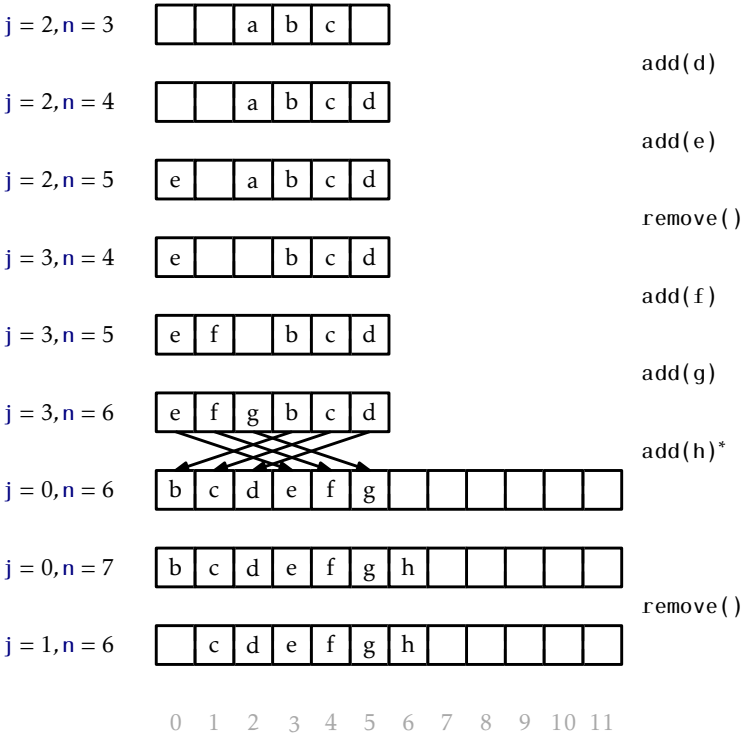 j = 2, n = 3 a b c
add(d)
j = 2, n = 4 a b c d
add(e)
j = 2, n = 5 e a b c d
remove()
j = 3, n = 4 e b c d
add(f)
j = 3, n = 5 e f b c d
add(g)
j = 3, n = 6 e f g b c d
add(h)*
j = 0, n = 6 b c d e f g
j = 0, n = 7 b c d e f g h
remove()
j = 1, n = 6 c d e f g h
0 1 2 3 4 5 6 7 8 9 10 11